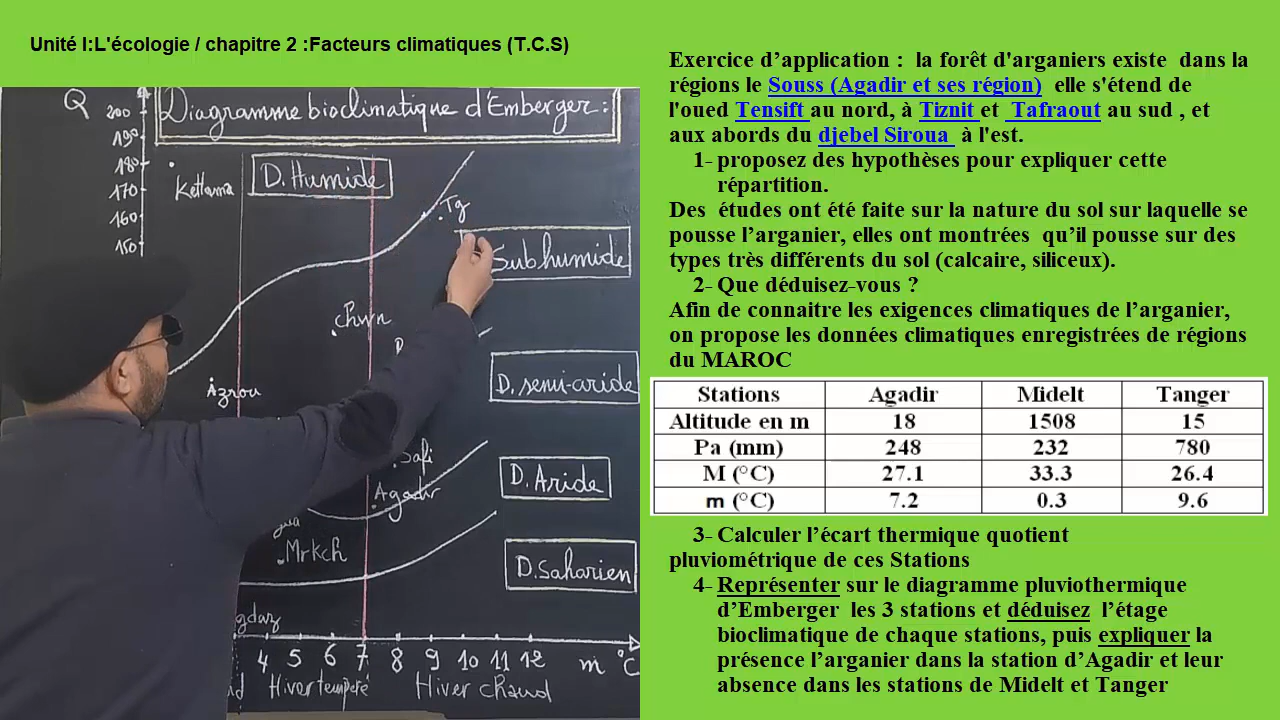 Unité I:L'écologie / chapitre 2 :Facteurs climatiques (T.C.S)
Q
Diagramme bioclimatique d'Emberger :
200
190
180
170
160
150
Kettama
D. Humide
Tg
Subhumide
chwn
Azrou
D. semi-aride
Safi
Agadir
D. Aride
Mrkch
D. Saharien
4 5 6 7 8 9 10 11 12 m °C
Hiver tempéré Hiver chaud
Exercice d’application : la forêt d'arganiers existe dans la
régions le Souss (Agadir et ses région) elle s'étend de
l'oued Tensift au nord, à Tiznit et Tafraout au sud , et
aux abords du djebel Siroua à l'est.
1- proposez des hypothèses pour expliquer cette
répartition.
Des études ont été faite sur la nature du sol sur laquelle se
pousse l’arganier, elles ont montrées qu’il pousse sur des
types très différents du sol (calcaire, siliceux).
2- Que déduisez-vous ?
Afin de connaitre les exigences climatiques de l’arganier,
on propose les données climatiques enregistrées de régions
du MAROC
Stations Agadir Midelt Tanger
Altitude en m 18 1508 15
Pa (mm) 248 232 780
M (°C) 27.1 33.3 26.4
m (°C) 7.2 0.3 9.6
3- Calculer l’écart thermique quotient
pluviométrique de ces Stations
4- Représenter sur le diagramme pluviothermique
d’Emberger les 3 stations et déduisez l’étage
bioclimatique de chaque stations, puis expliquer la
présence l’arganier dans la station d’Agadir et leur
absence dans les stations de Midelt et Tanger